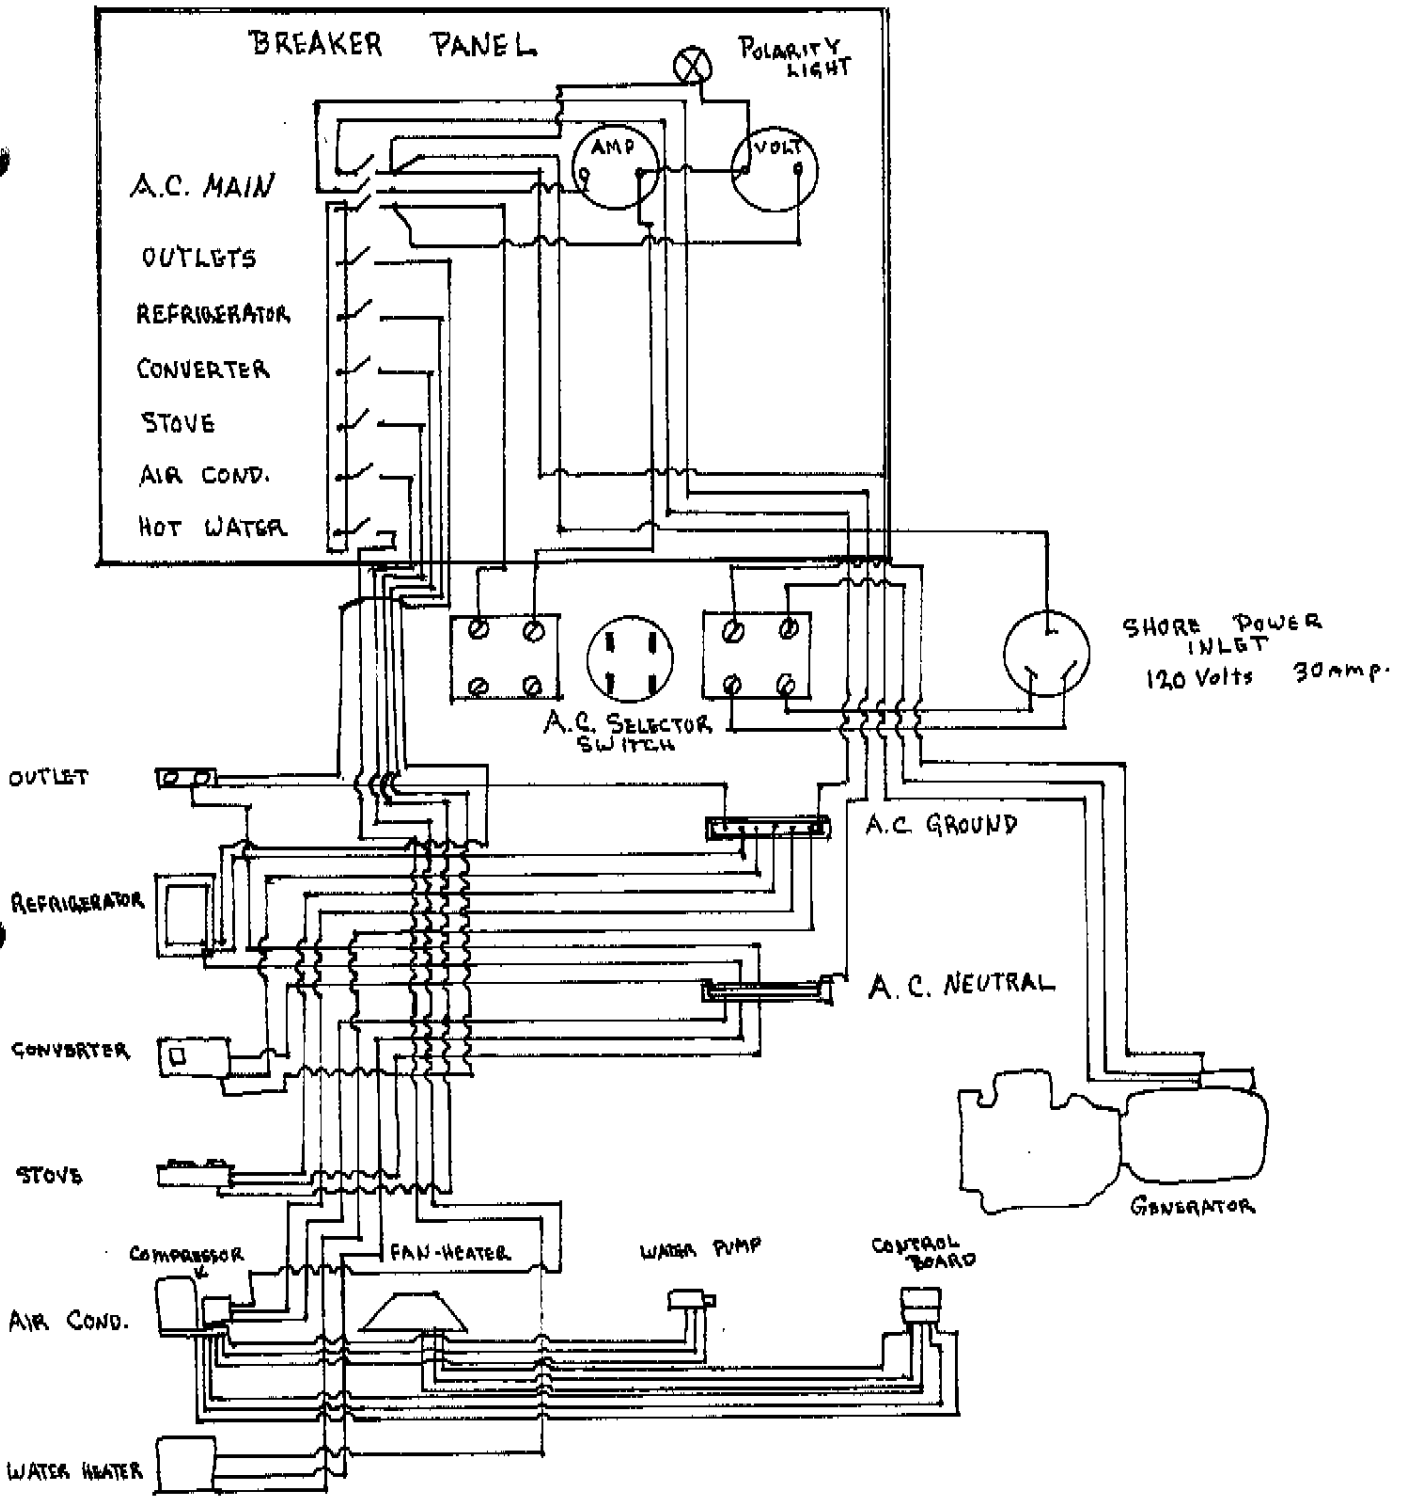 BREAKER PANEL
POLARITY
LIGHT
AMP
VOLT
A.C. MAIN
OUTLETS
REFRIGERATOR
CONVERTER
STOVE
AIR COND.
HOT WATER
SHORE POWER
INLET
120 Volts 30 Amp.
A.C. SELECTOR
SWITCH
OUTLET
A.C. GROUND
REFRIGERATOR
A.C. NEUTRAL
CONVERTER
STOVE
GENERATOR
COMPRESSOR
FAN-HEATER
WATER PUMP
CONTROL
BOARD
AIR COND.
WATER HEATER